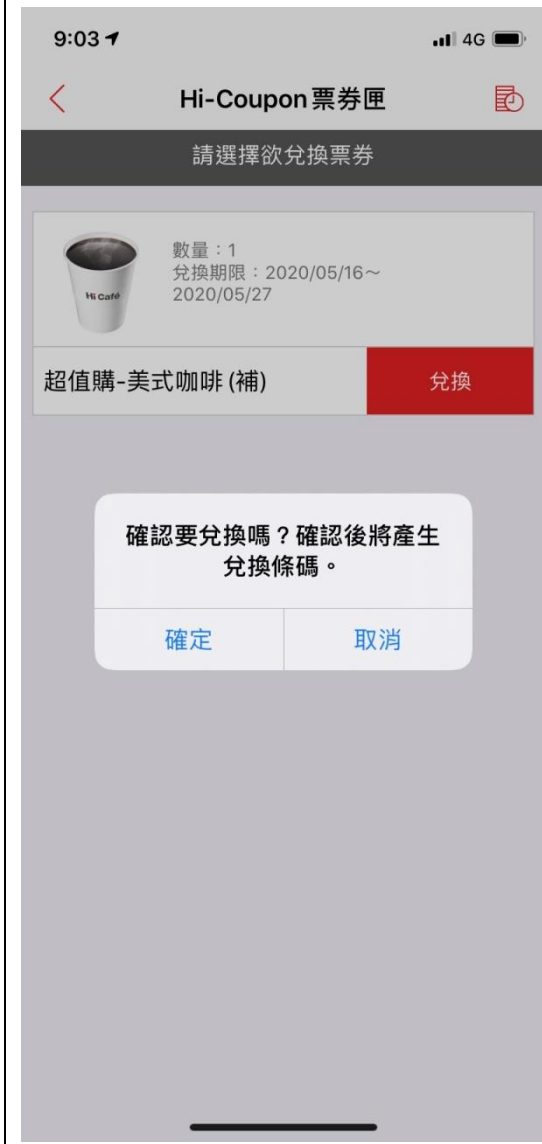 9:03
4G
Hi-Coupon票券匣
請選擇欲兌換票券
數量：1
兌換期限：2020/05/16～
2020/05/27
Hi Café
超值購-美式咖啡 (補)
兌換
確認要兌換嗎？確認後將產生
兌換條碼。
確定
取消